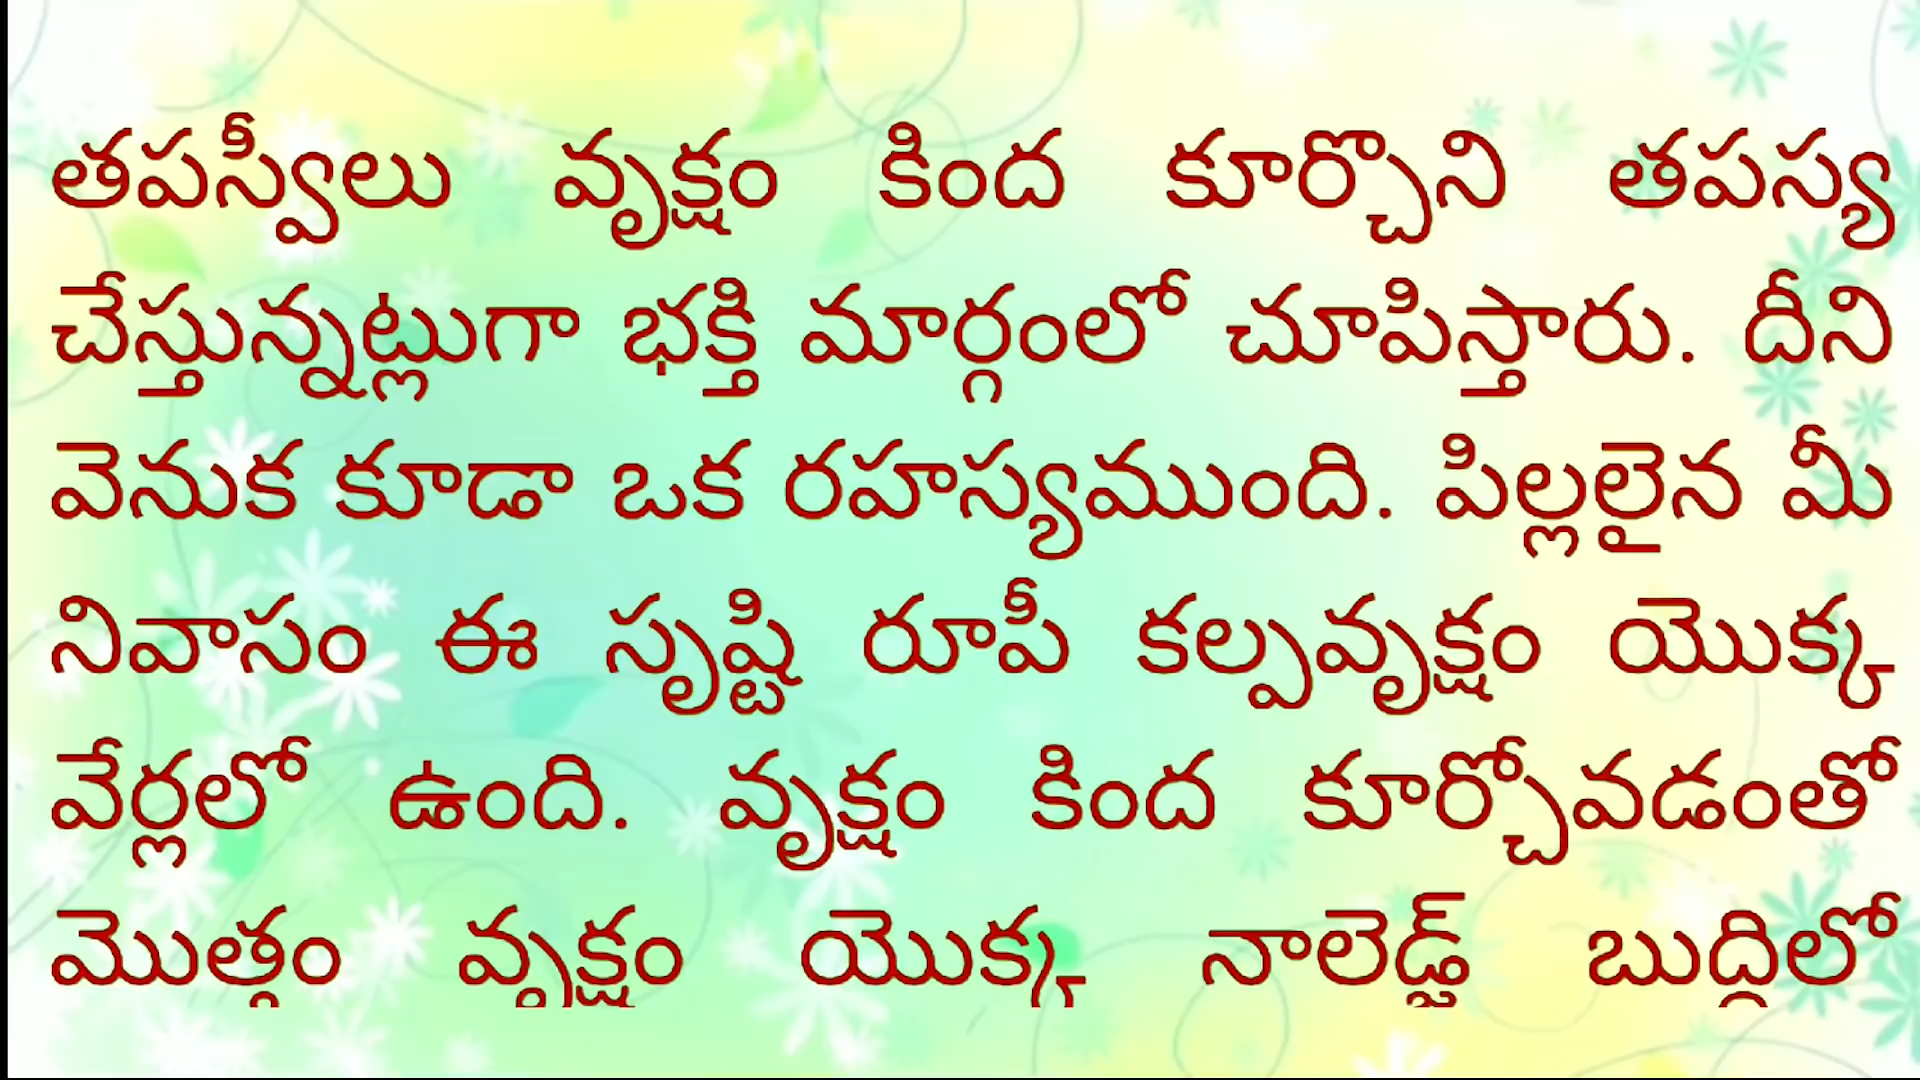 తపస్వీలు వృక్షం కింద కూర్చొని తపస్య
చేస్తున్నట్లుగా భక్తి మార్గంలో చూపిస్తారు. దీని
వెనుక కూడా ఒక రహస్యముంది. పిల్లలైన మీ
నివాసం ఈ సృష్టి రూపీ కల్పవృక్షం యొక్క
వేర్లలో ఉంది. వృక్షం కింద కూర్చోవడంతో
మొత్తం వృక్షం యొక్క నాలెడ్జ్ బుద్ధిలో